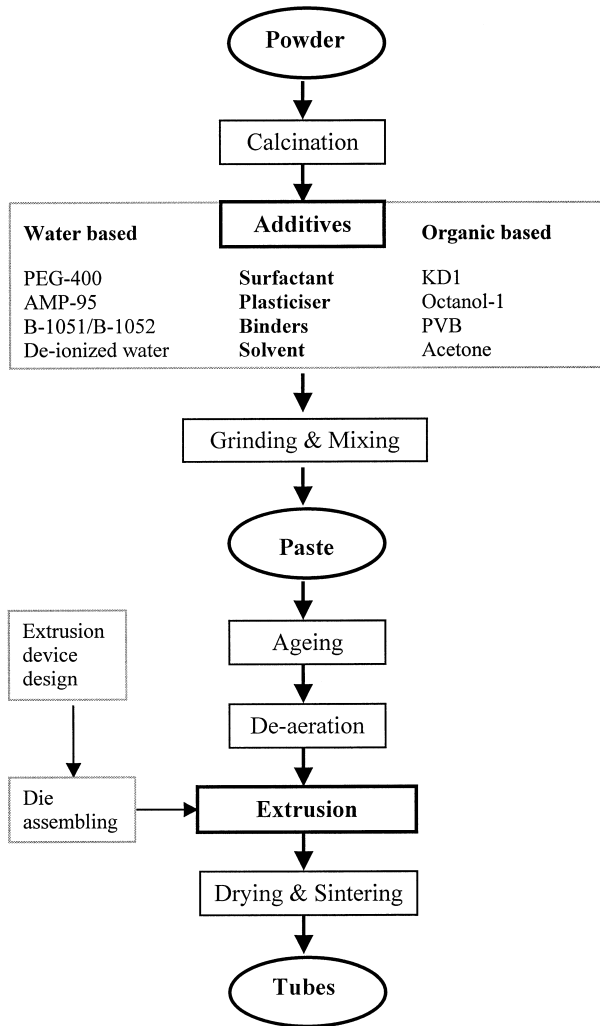 Powder
Calcination
Additives
Water based
Organic based
PEG-400 Surfactant KD1
AMP-95 Plasticiser Octanol-1
B-1051/B-1052 Binders PVB
De-ionized water Solvent Acetone
Grinding & Mixing
Paste
Extrusion
device
design
Ageing
De-aeration
Die
assembling
Extrusion
Drying & Sintering
Tubes